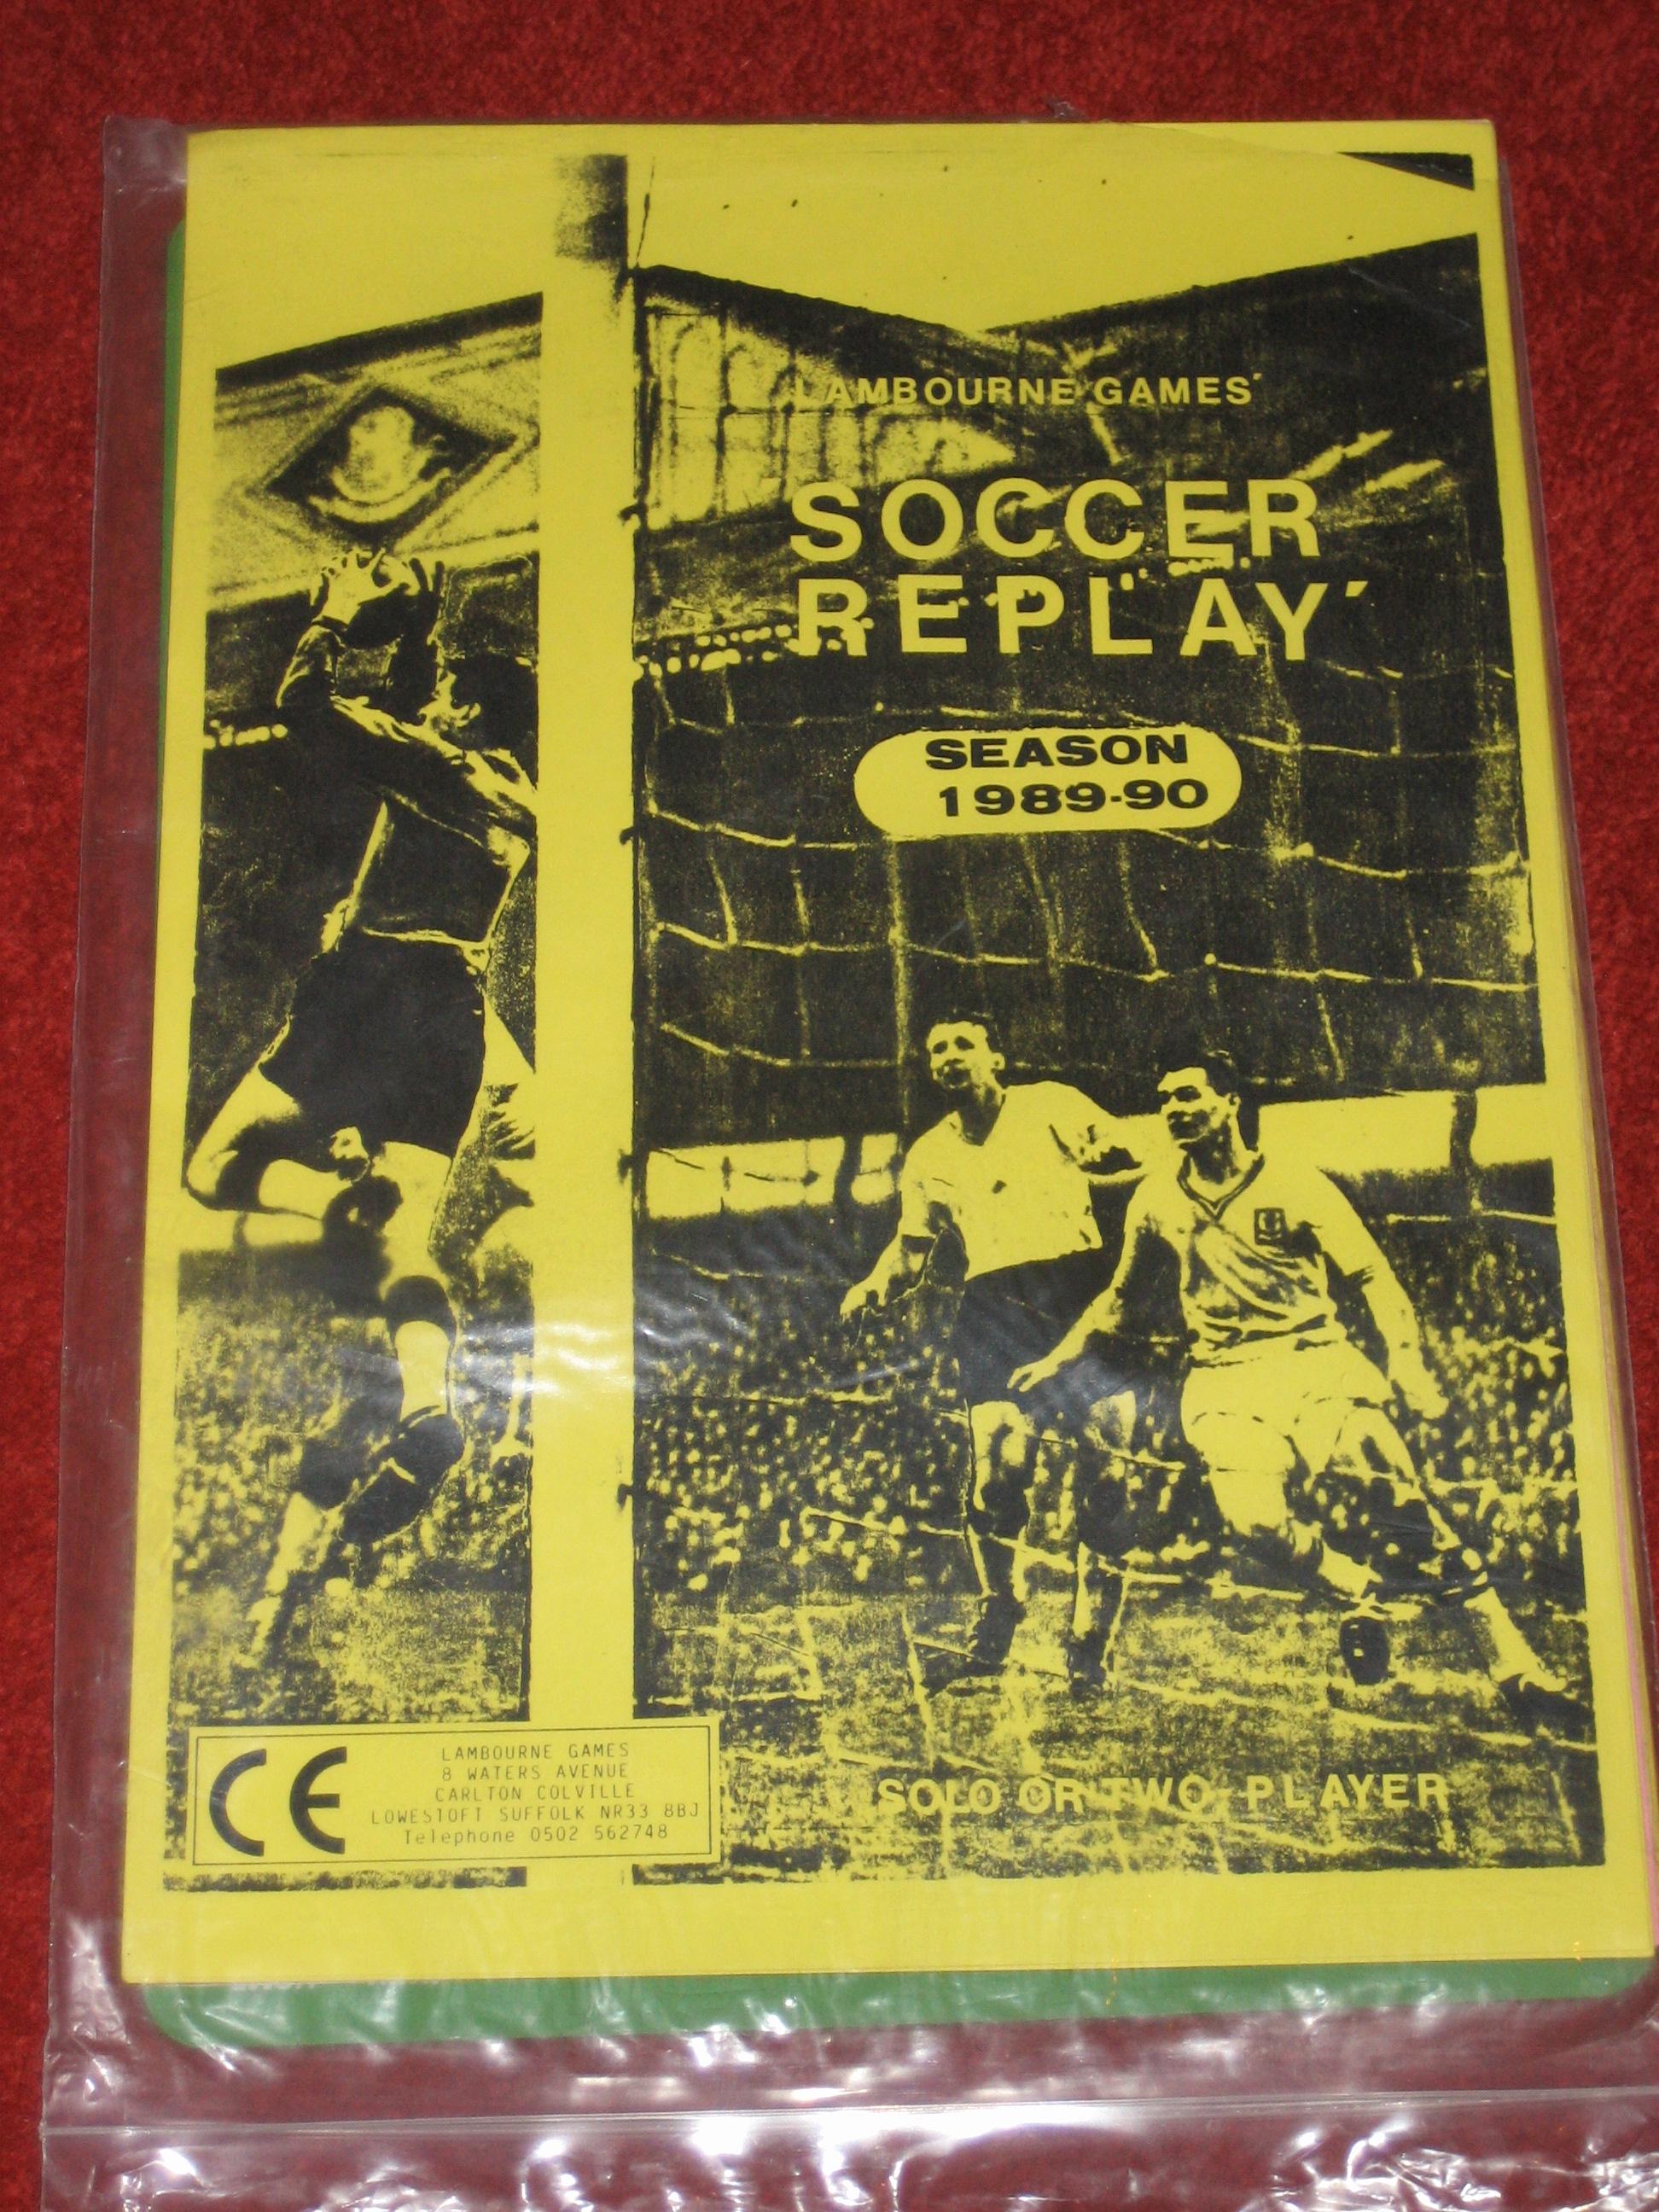 LAMBOURNE GAMES'
SOCCER
REPLAY'
SEASON
1989-90
SOLO OR TWO-PLAYER
CE
LAMBOURNE GAMES
8 WATERS AVENUE
CARLTON COLVILLE
LOWESTOFT SUFFOLK NR33 8BJ
Telephone 0502 562748